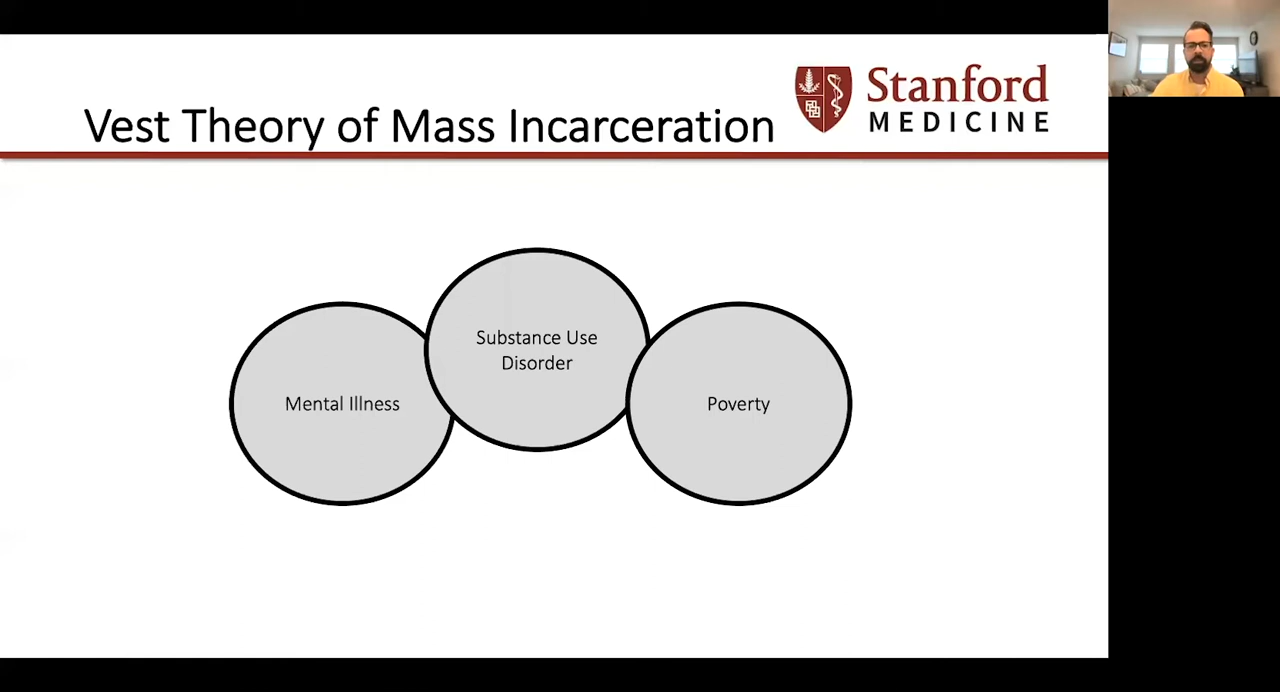 Vest Theory of Mass Incarceration
Stanford
MEDICINE
Substance Use
Disorder
Mental Illness
Poverty